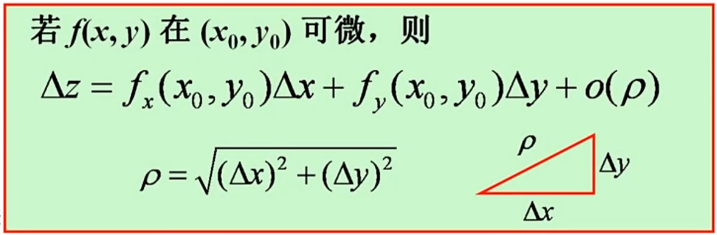 若 f(x, y) 在 (x₀, y₀) 可微，则
Δz = fₓ(x₀, y₀)Δx + f_y(x₀, y₀)Δy + o(ρ)
ρ = √((Δx)² + (Δy)²)
ρ
Δy
Δx